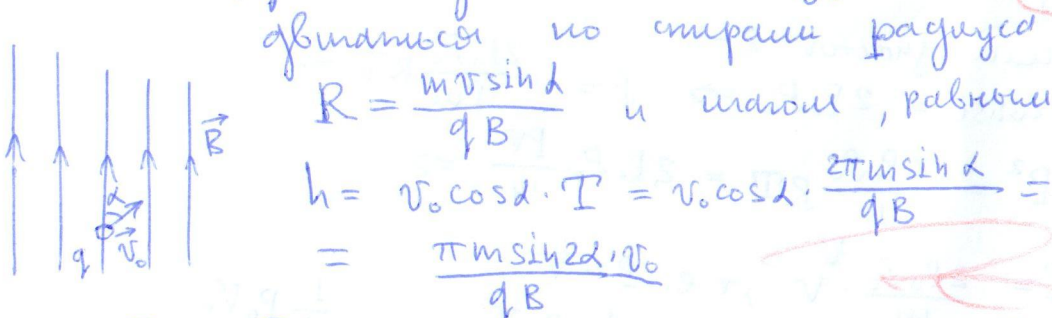 двигаться по спирали радиуса
R = mv sin α / qB и шагом, равным
B⃗
h = v₀ cos α · T = v₀ cos α · 2πm sin α / qB =
α
q v⃗₀
= πm sin 2α · v₀ / qB